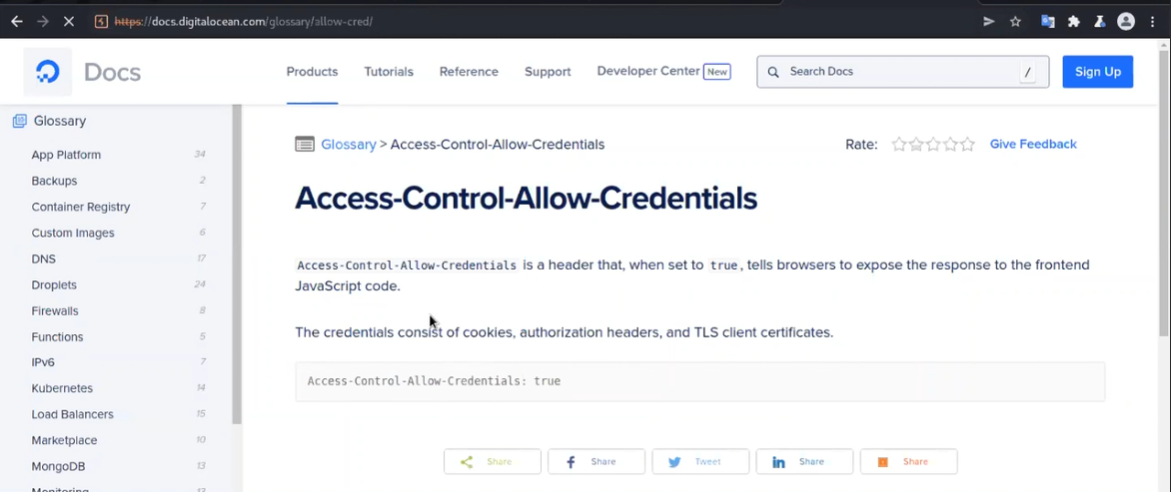 https://docs.digitalocean.com/glossary/allow-cred/
Docs
Products Tutorials Reference Support Developer Center New Search Docs / Sign Up
Glossary
App Platform 34
Backups 2
Container Registry 7
Custom Images 6
DNS 17
Droplets 24
Firewalls 8
Functions 5
IPv6 7
Kubernetes 14
Load Balancers 15
Marketplace 10
MongoDB 13
Monitoring
Glossary > Access-Control-Allow-Credentials Rate: Give Feedback
Access-Control-Allow-Credentials
Access-Control-Allow-Credentials is a header that, when set to true, tells browsers to expose the response to the frontend
JavaScript code.
The credentials consist of cookies, authorization headers, and TLS client certificates.
Access-Control-Allow-Credentials: true
Share Share Tweet Share Share